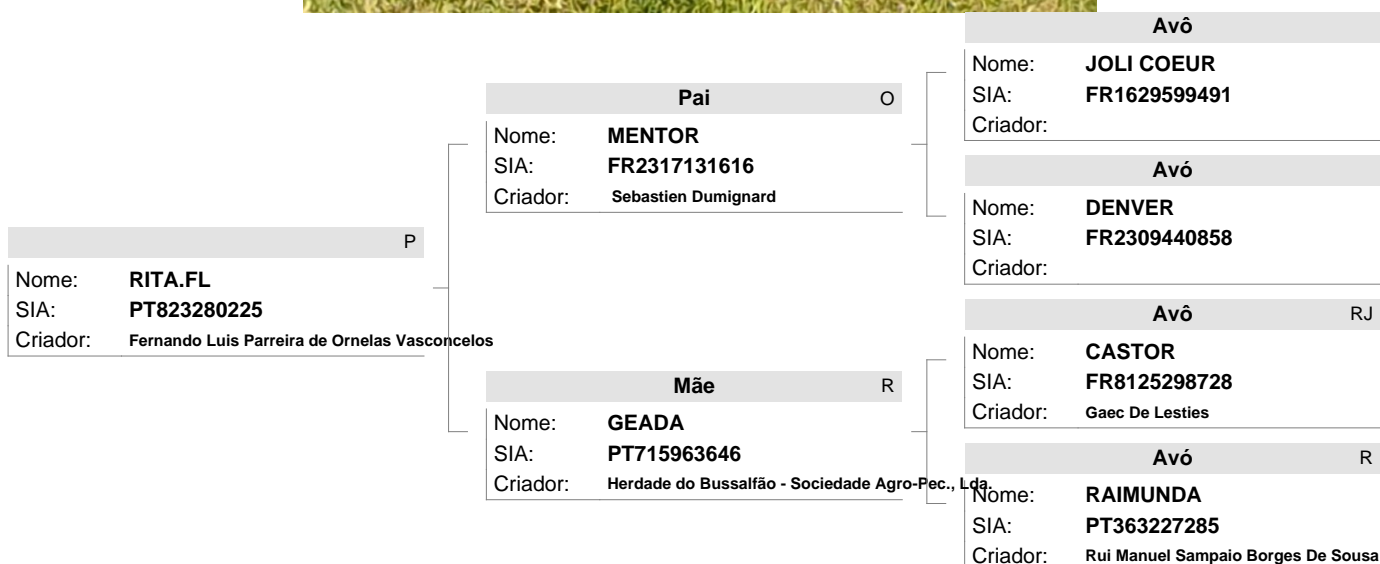 P
Nome: RITA.FL
SIA: PT823280225
Criador: Fernando Luis Parreira de Ornelas Vasconcelos
Pai O
Nome: MENTOR
SIA: FR2317131616
Criador: Sebastien Dumignard
Mãe R
Nome: GEADA
SIA: PT715963646
Criador: Herdade do Bussalfão - Sociedade Agro-Pec., Lda.
Avô
Nome: JOLI COEUR
SIA: FR1629599491
Criador:
Avó
Nome: DENVER
SIA: FR2309440858
Criador:
Avô RJ
Nome: CASTOR
SIA: FR8125298728
Criador: Gaec De Lesties
Avó R
Nome: RAIMUNDA
SIA: PT363227285
Criador: Rui Manuel Sampaio Borges De Sousa